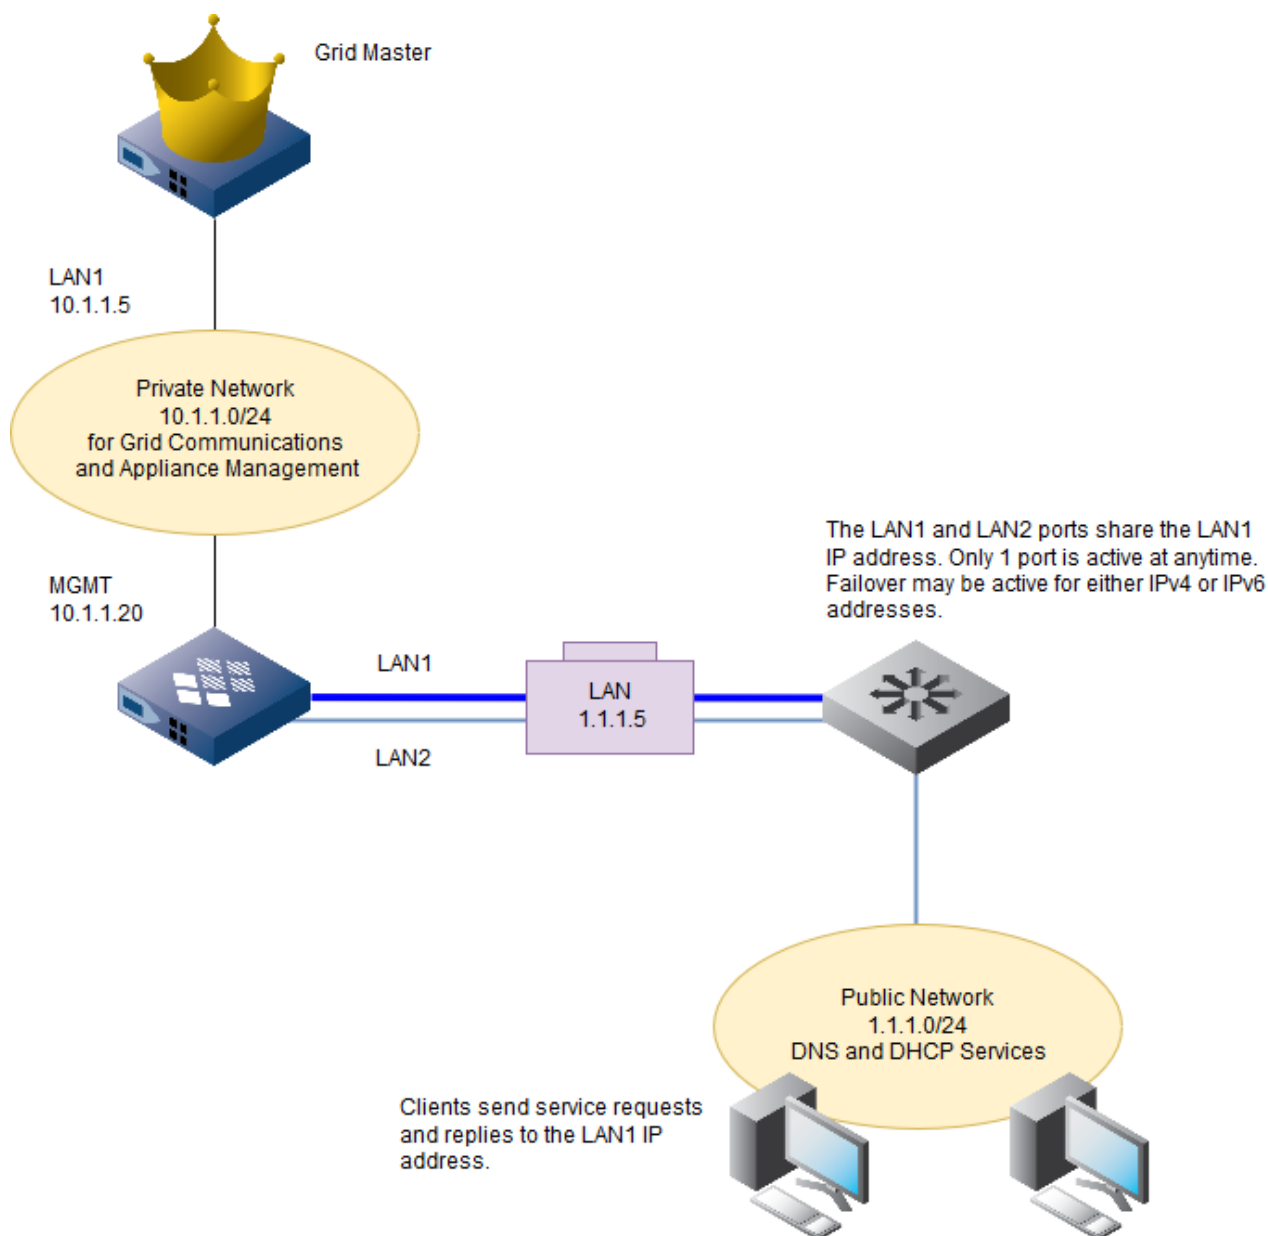 Grid Master
LAN1
10.1.1.5
Private Network
10.1.1.0/24
for Grid Communications
and Appliance Management
MGMT
10.1.1.20
The LAN1 and LAN2 ports share the LAN1
IP address. Only 1 port is active at anytime.
Failover may be active for either IPv4 or IPv6
addresses.
LAN1
LAN
1.1.1.5
LAN2
Public Network
1.1.1.0/24
DNS and DHCP Services
Clients send service requests
and replies to the LAN1 IP
address.